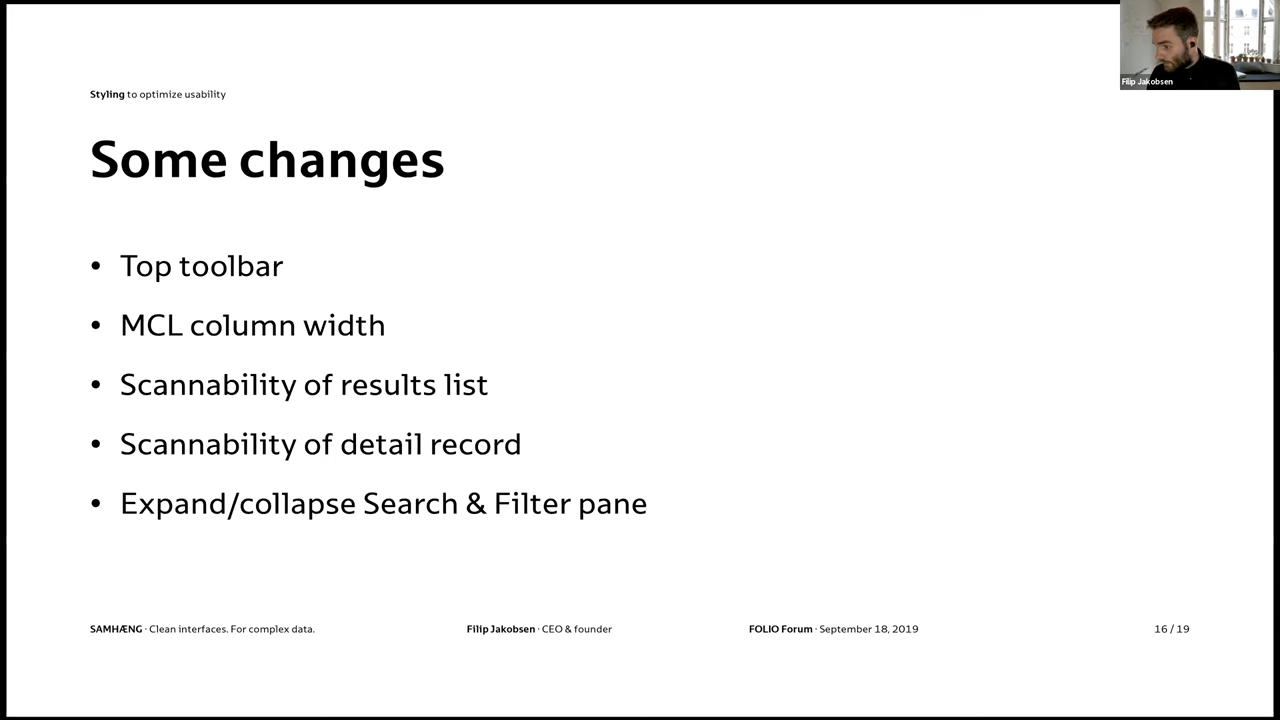 Filip Jakobsen
Styling to optimize usability
Some changes
• Top toolbar
• MCL column width
• Scannability of results list
• Scannability of detail record
• Expand/collapse Search & Filter pane
SAMHÆNG · Clean interfaces. For complex data.
Filip Jakobsen · CEO & founder
FOLIO Forum · September 18, 2019
16 / 19